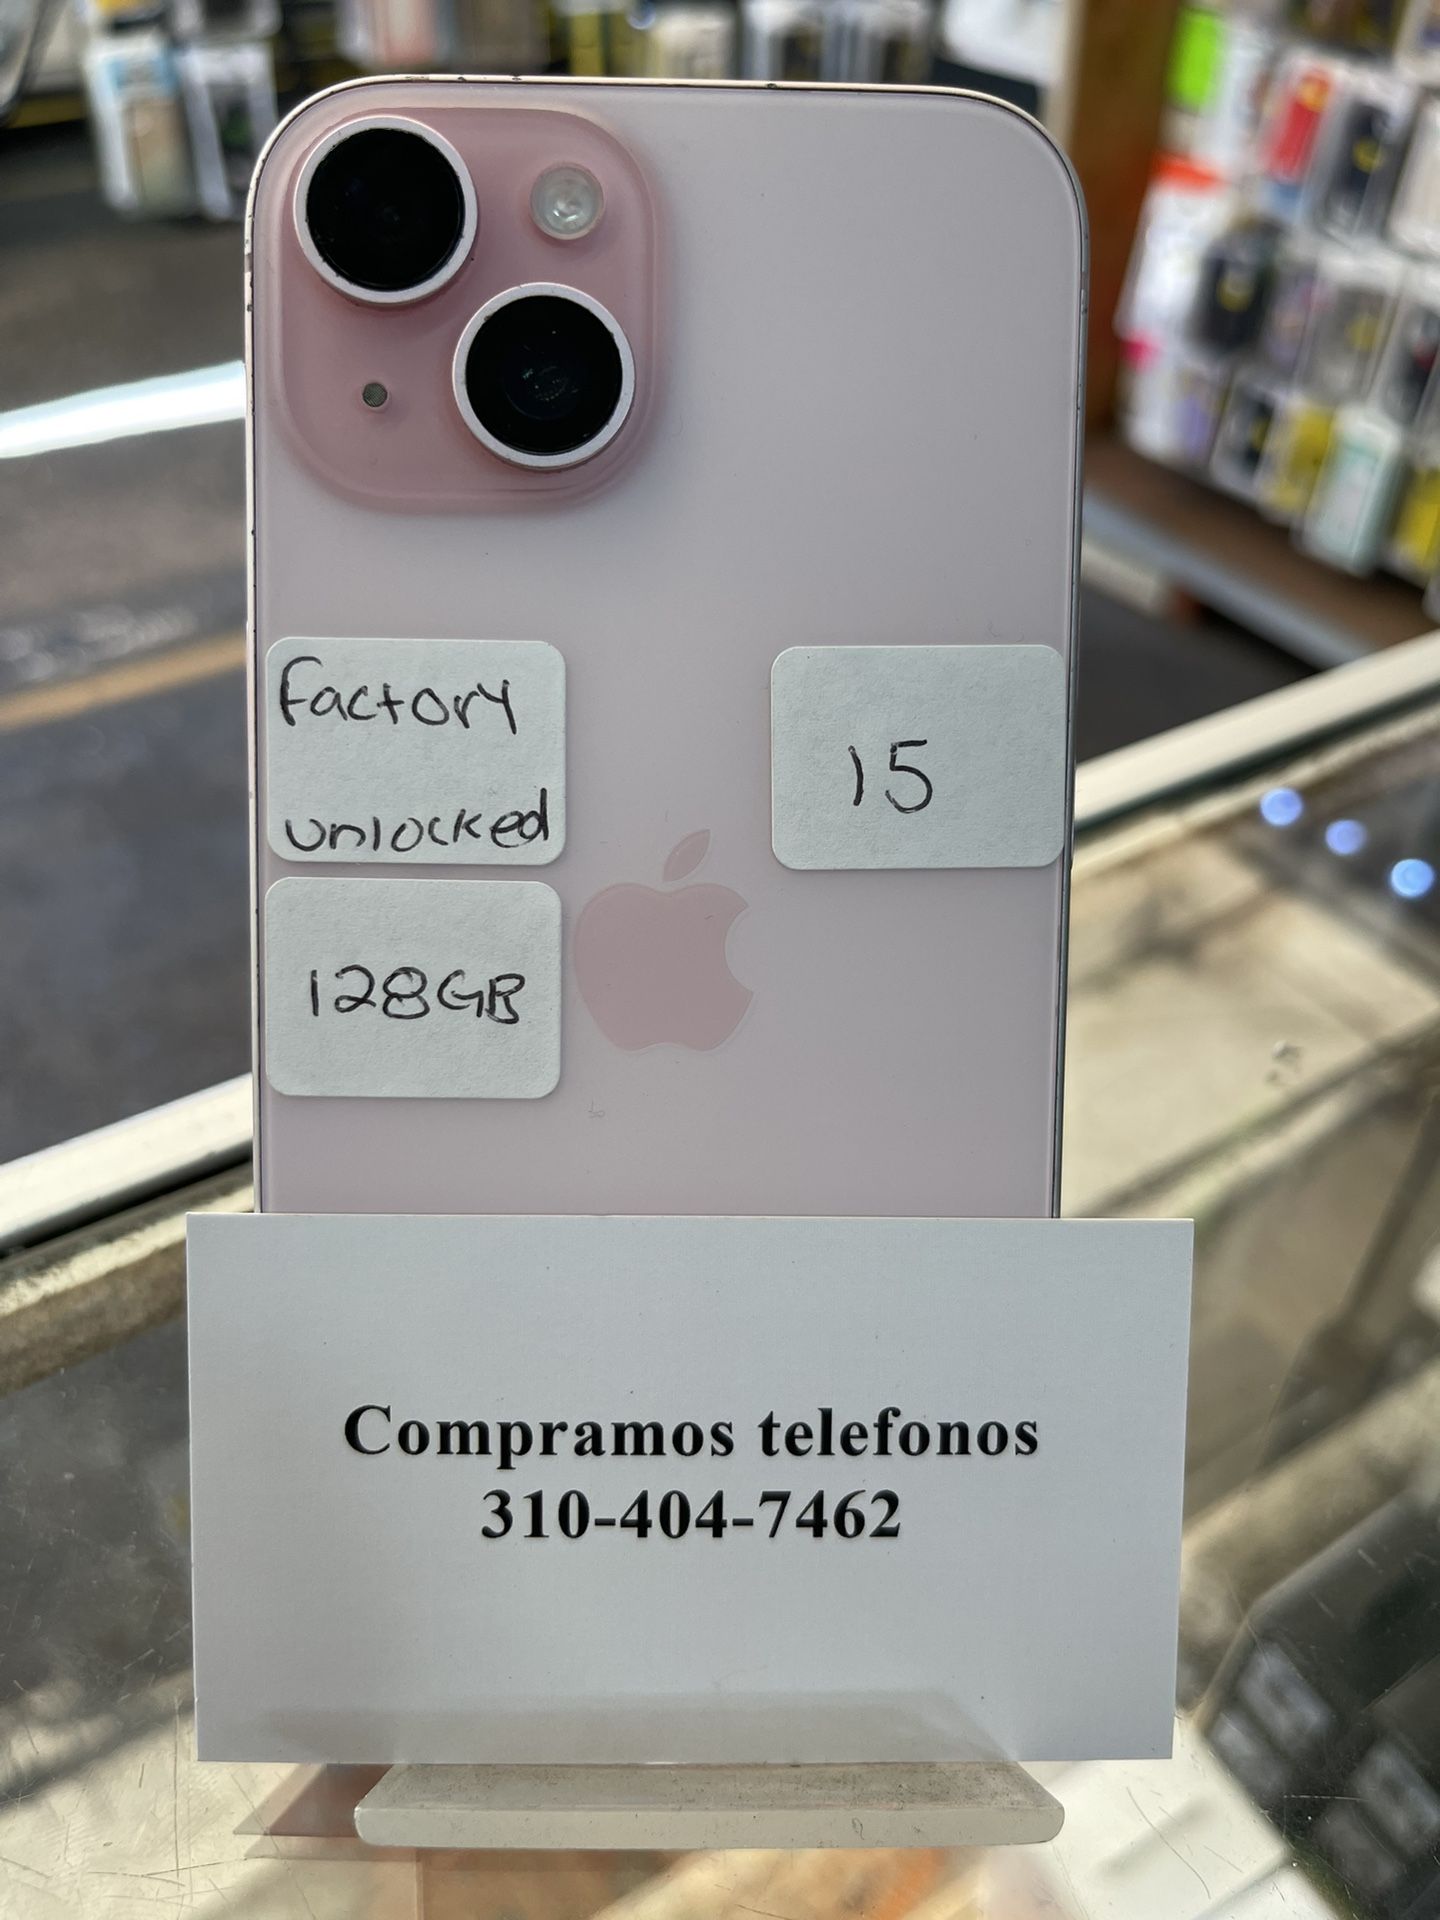 Factory
unlocked
15
128GB
Compramos telefonos
310-404-7462